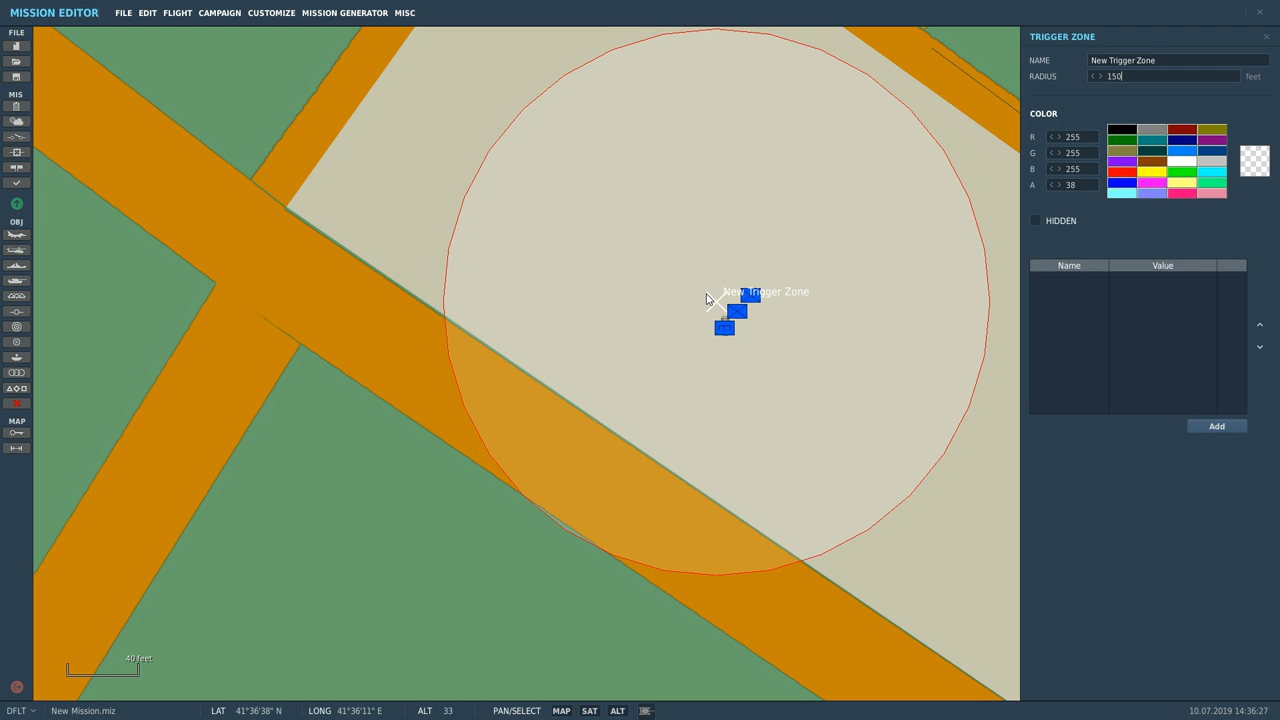 MISSION EDITOR FILE EDIT FLIGHT CAMPAIGN CUSTOMIZE MISSION GENERATOR MISC
FILE
MIS
OBJ
MAP
TRIGGER ZONE
NAME New Trigger Zone
RADIUS 150 feet
COLOR
R 255
G 255
B 255
A 38
HIDDEN
Name Value
Add
New Trigger Zone
40 feet
DFLT New Mission.miz LAT 41°36'38" N LONG 41°36'11" E ALT 33 PAN/SELECT MAP SAT ALT 10.07.2019 14:36:27